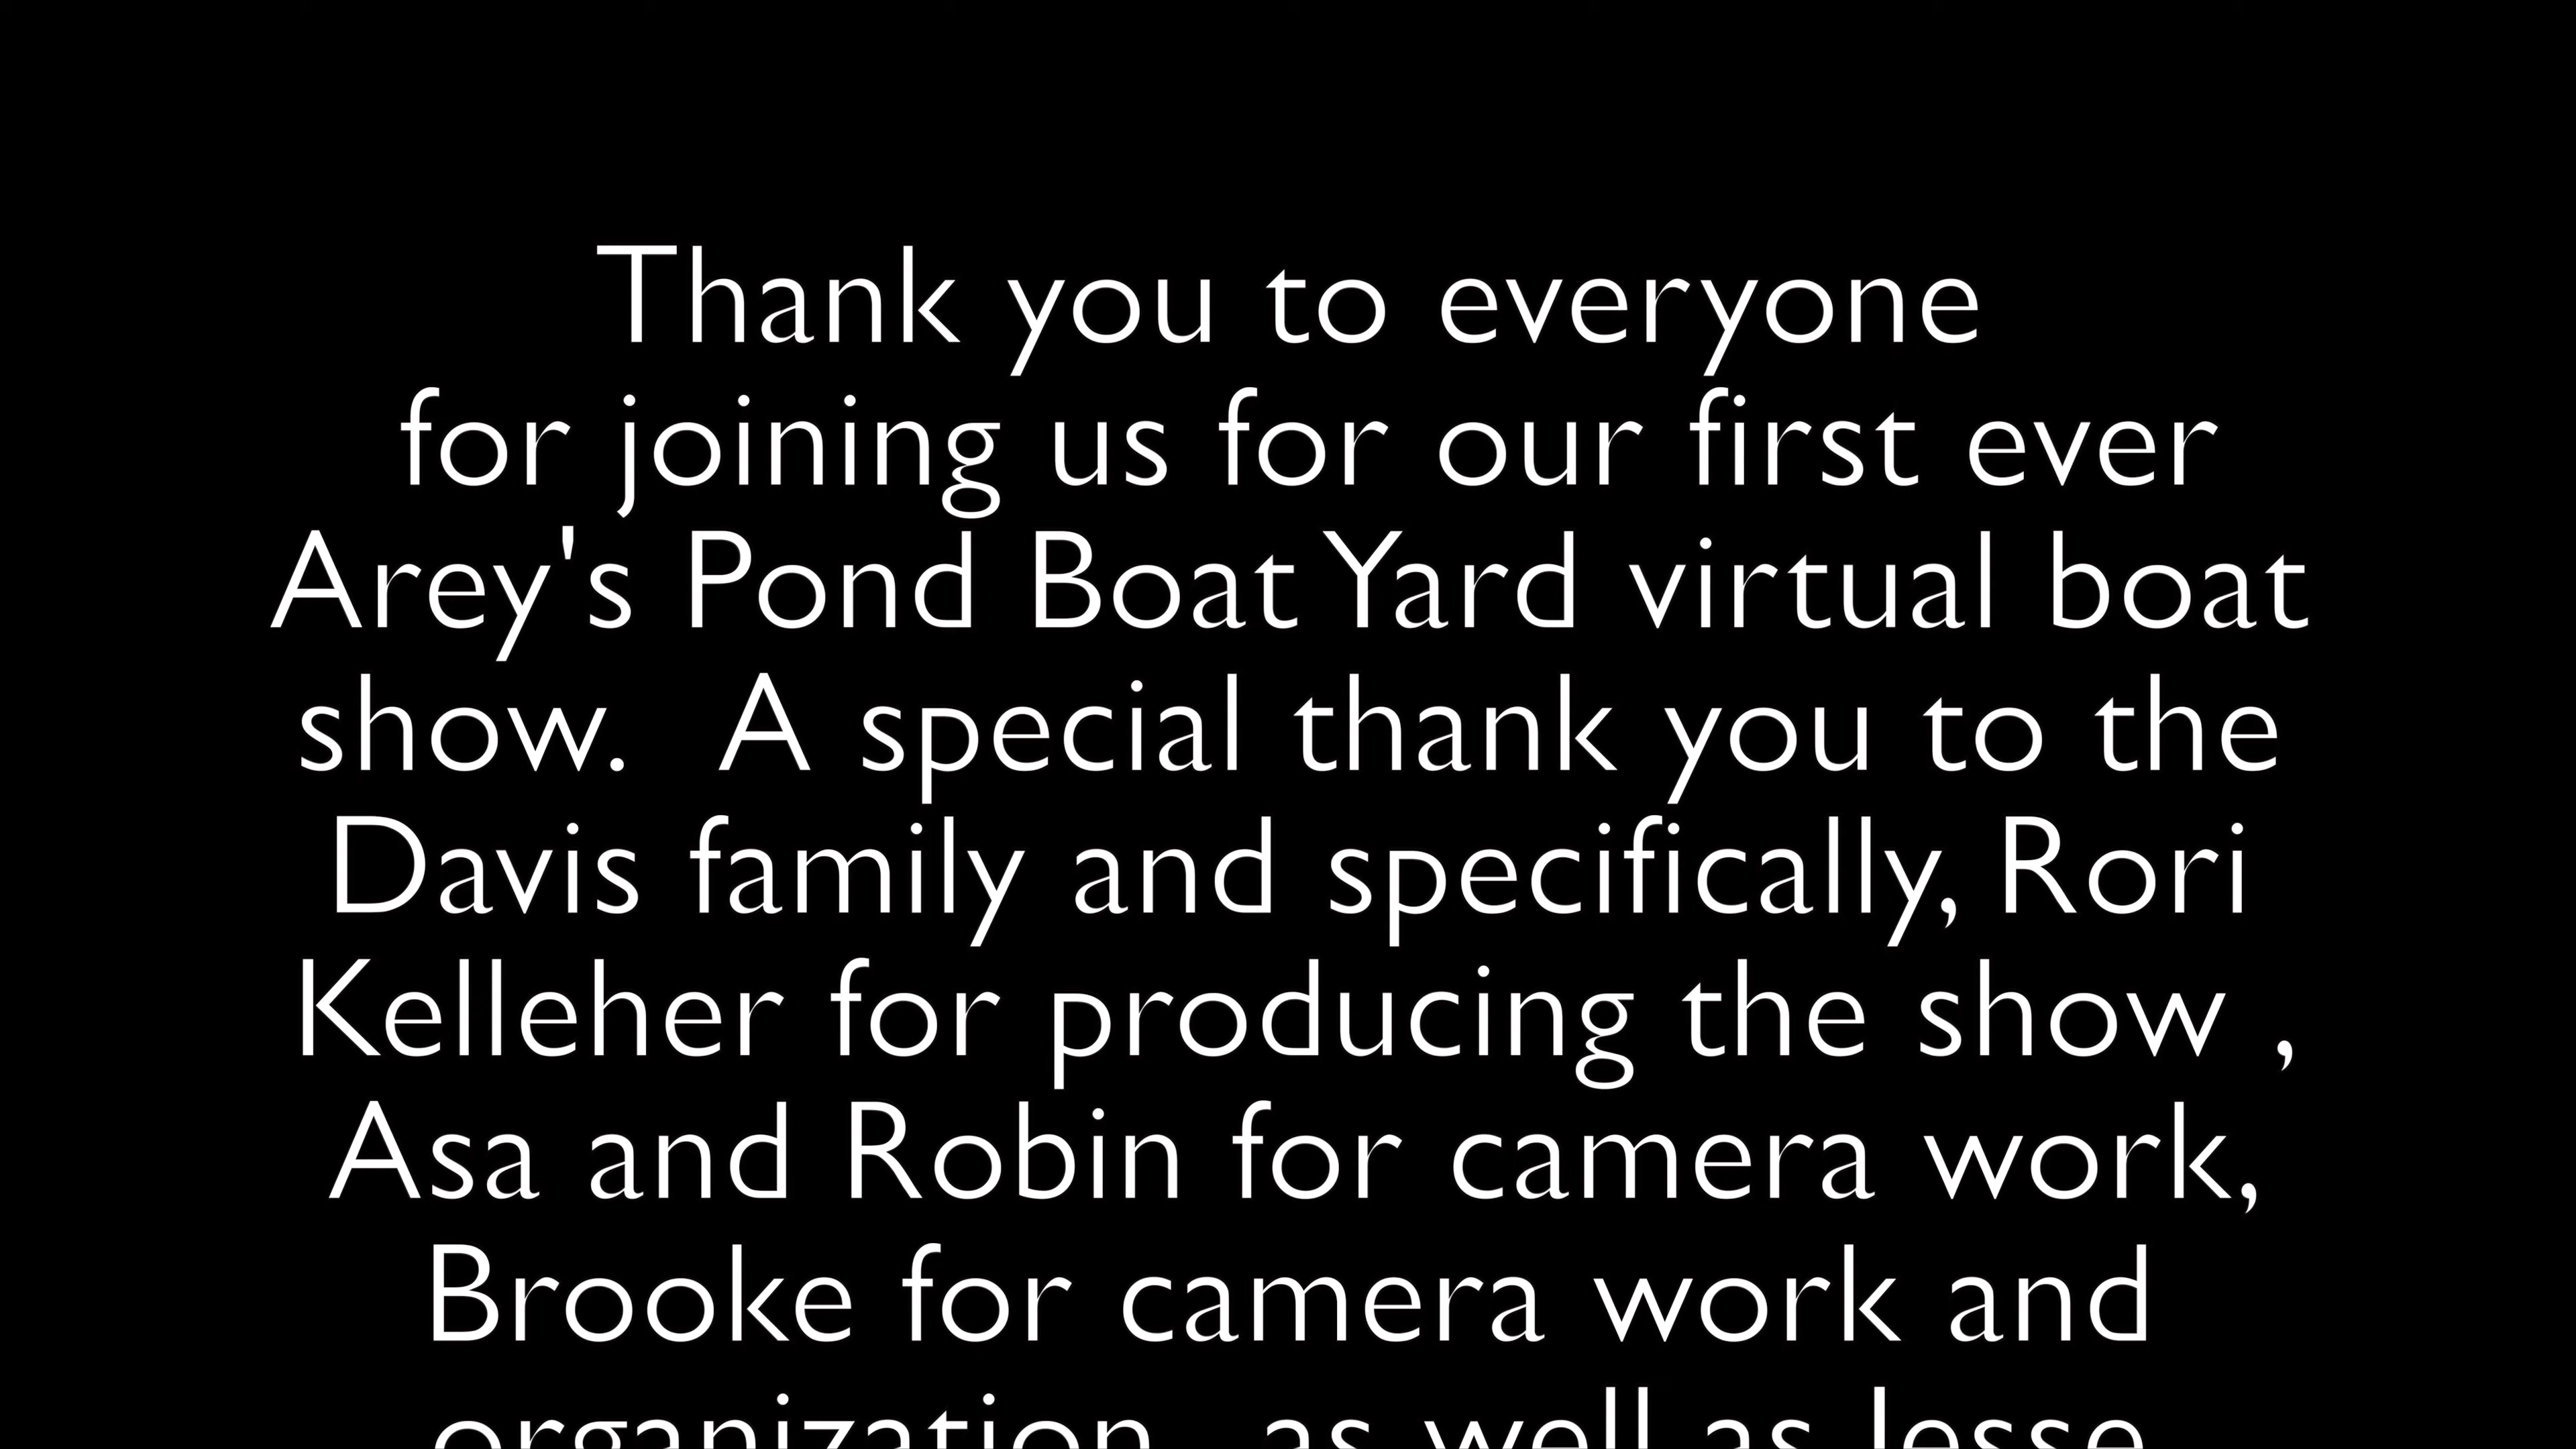 Thank you to everyone
for joining us for our first ever
Arey's Pond Boat Yard virtual boat
show.  A special thank you to the
Davis family and specifically, Rori
Kelleher for producing the show ,
Asa and Robin for camera work,
Brooke for camera work and
organization as well as Jesse